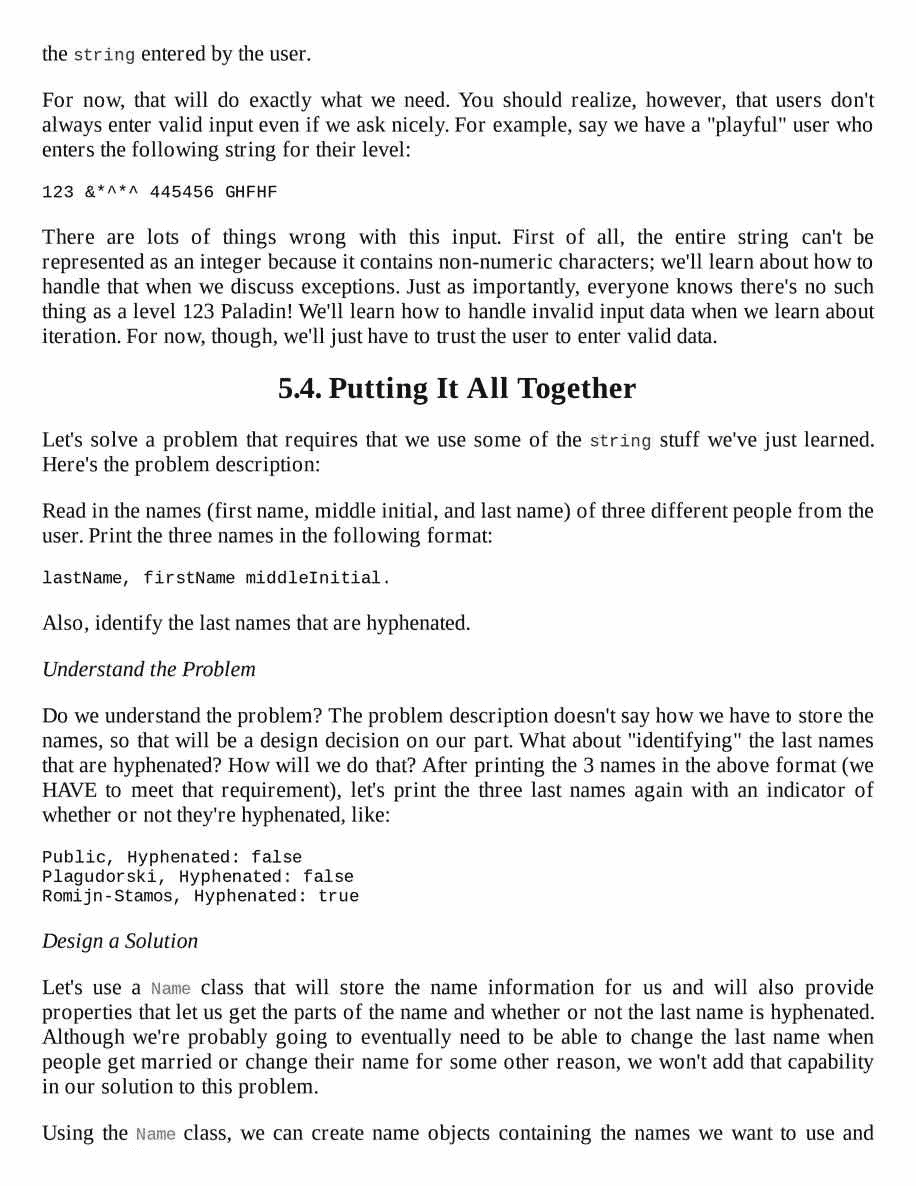 the string entered by the user.
For now, that will do exactly what we need. You should realize, however, that users don't
always enter valid input even if we ask nicely. For example, say we have a "playful" user who
enters the following string for their level:
123 &*^*^ 445456 GHFHF
There are lots of things wrong with this input. First of all, the entire string can't be
represented as an integer because it contains non-numeric characters; we'll learn about how to
handle that when we discuss exceptions. Just as importantly, everyone knows there's no such
thing as a level 123 Paladin! We'll learn how to handle invalid input data when we learn about
iteration. For now, though, we'll just have to trust the user to enter valid data.
5.4. Putting It All Together
Let's solve a problem that requires that we use some of the string stuff we've just learned.
Here's the problem description:
Read in the names (first name, middle initial, and last name) of three different people from the
user. Print the three names in the following format:
lastName, firstName middleInitial.
Also, identify the last names that are hyphenated.
Understand the Problem
Do we understand the problem? The problem description doesn't say how we have to store the
names, so that will be a design decision on our part. What about "identifying" the last names
that are hyphenated? How will we do that? After printing the 3 names in the above format (we
HAVE to meet that requirement), let's print the three last names again with an indicator of
whether or not they're hyphenated, like:
Public, Hyphenated: false
Plagudorski, Hyphenated: false
Romijn-Stamos, Hyphenated: true
Design a Solution
Let's use a Name class that will store the name information for us and will also provide
properties that let us get the parts of the name and whether or not the last name is hyphenated.
Although we're probably going to eventually need to be able to change the last name when
people get married or change their name for some other reason, we won't add that capability
in our solution to this problem.
Using the Name class, we can create name objects containing the names we want to use and